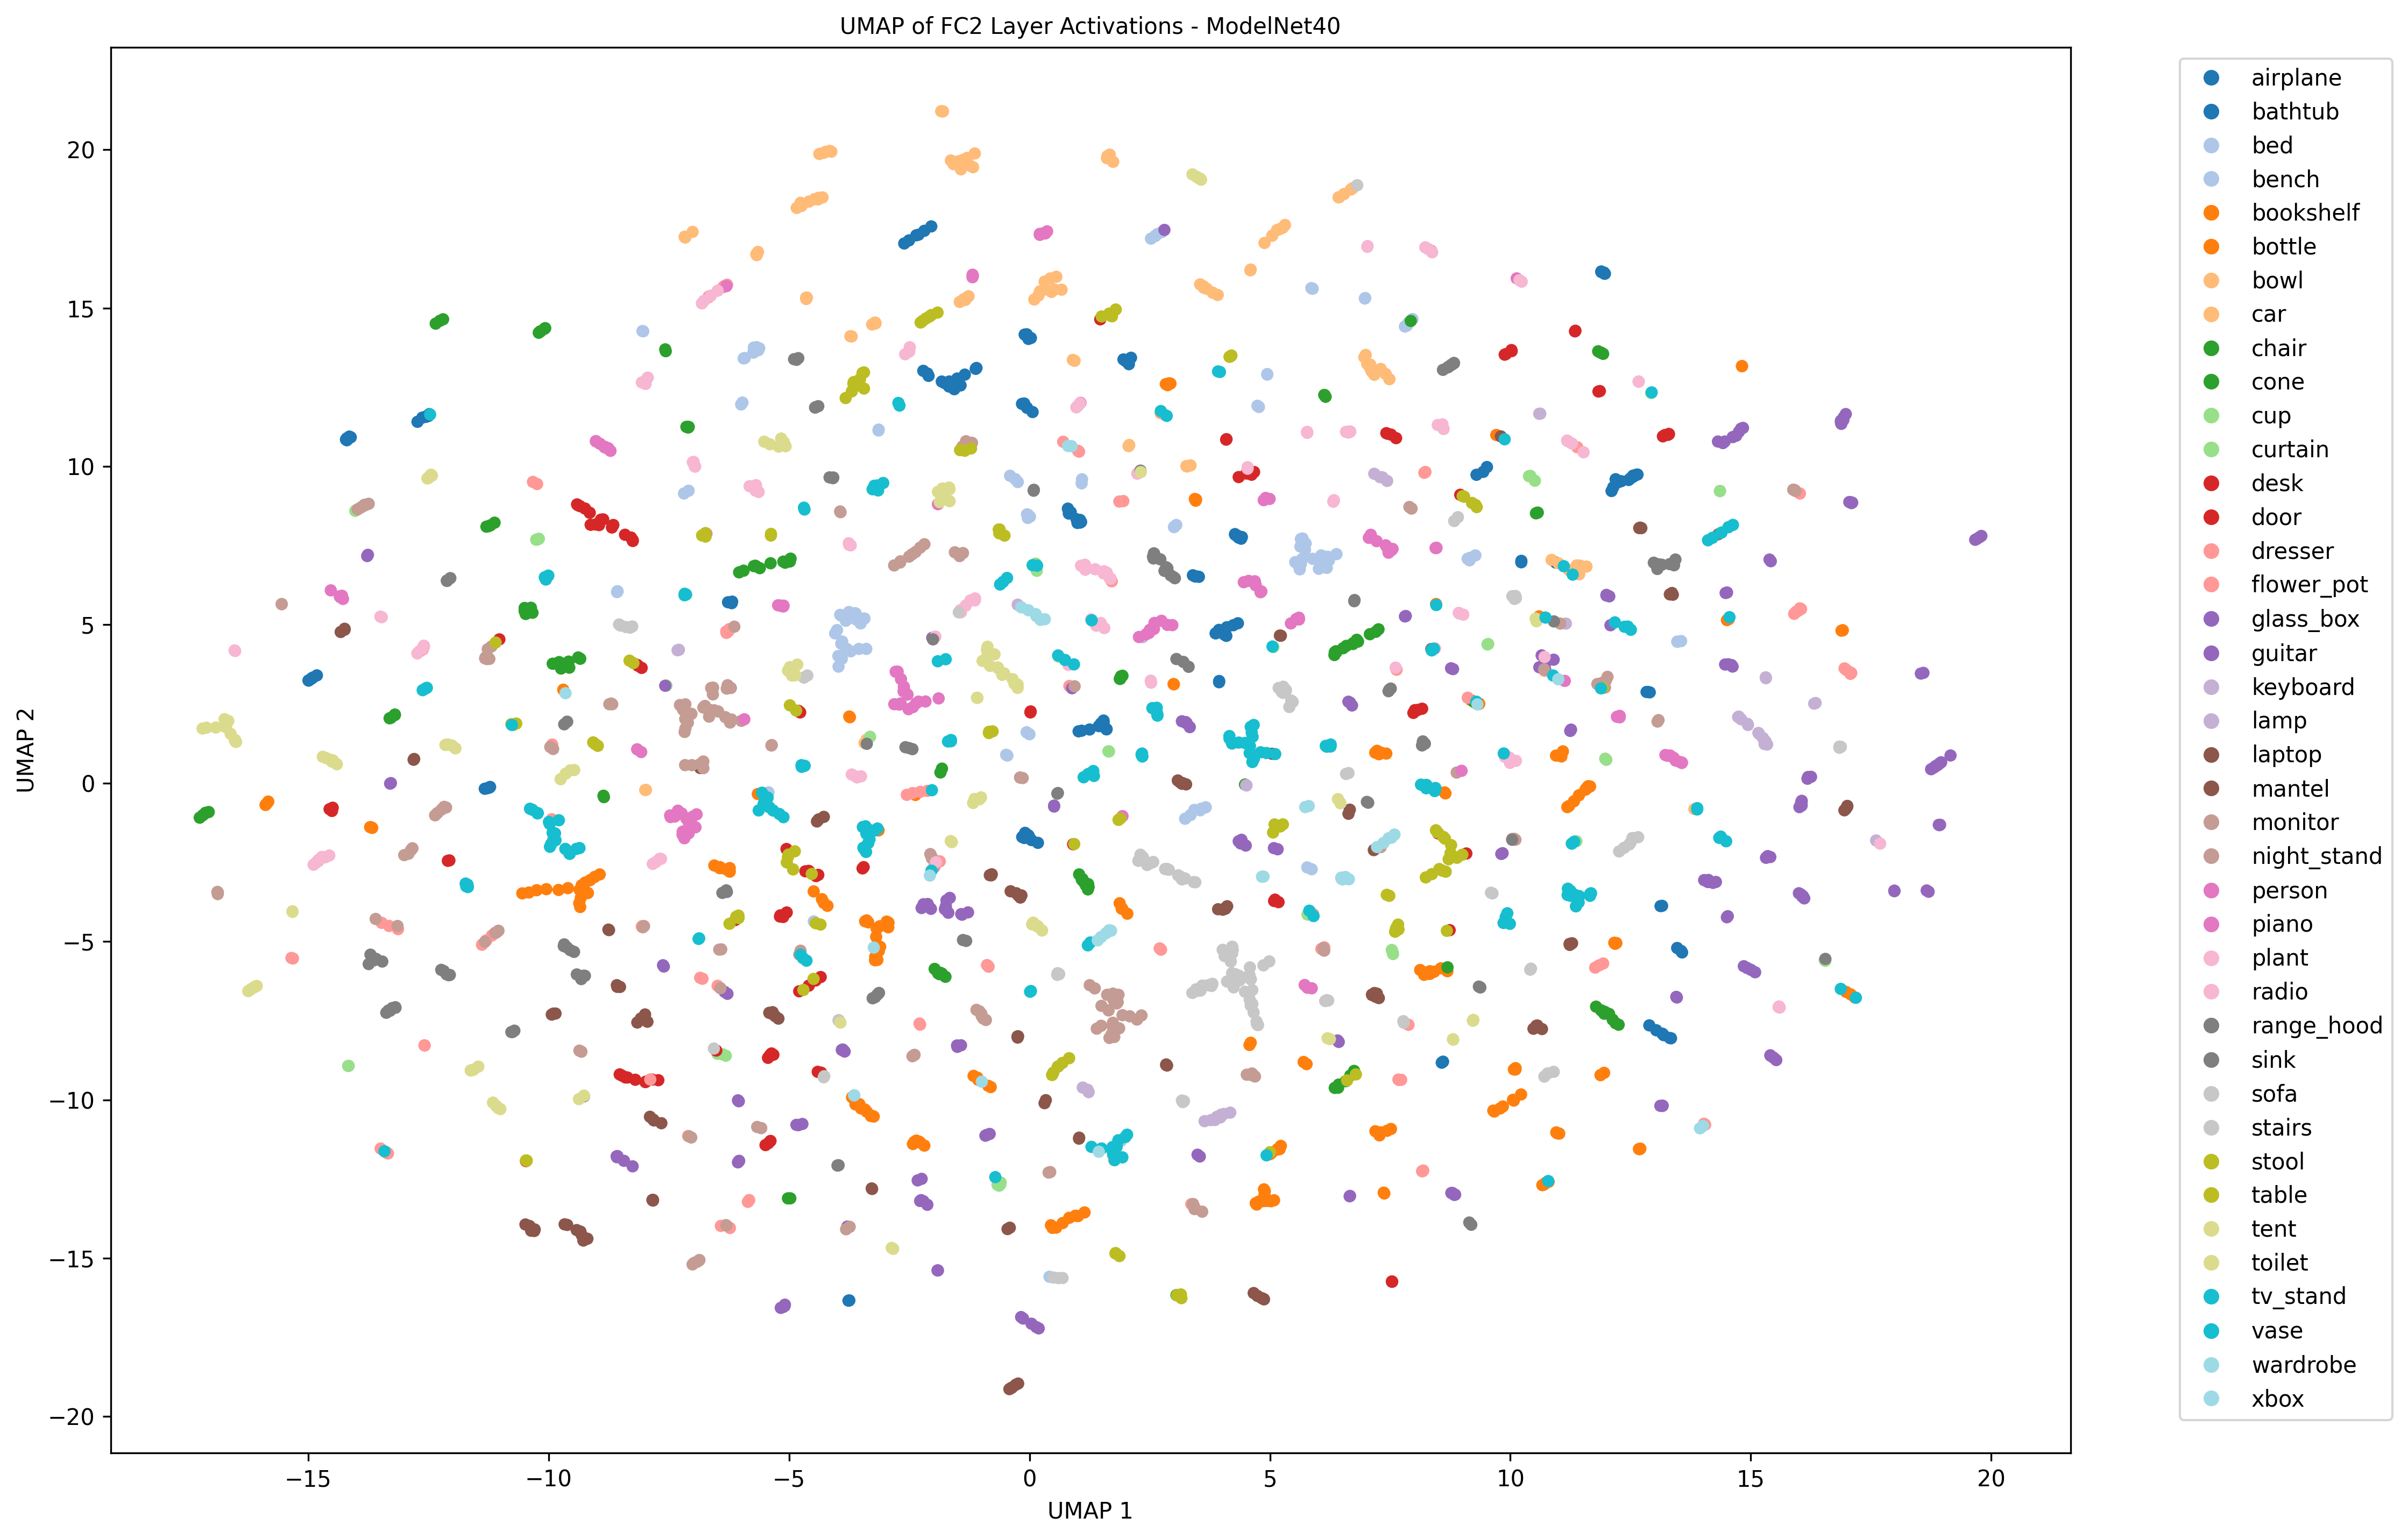 UMAP of FC2 Layer Activations - ModelNet40
20
15
10
5
0
−5
−10
−15
−20
UMAP 2
−15
−10
−5
0
5
10
15
20
UMAP 1
airplane
bathtub
bed
bench
bookshelf
bottle
bowl
car
chair
cone
cup
curtain
desk
door
dresser
flower_pot
glass_box
guitar
keyboard
lamp
laptop
mantel
monitor
night_stand
person
piano
plant
radio
range_hood
sink
sofa
stairs
stool
table
tent
toilet
tv_stand
vase
wardrobe
xbox